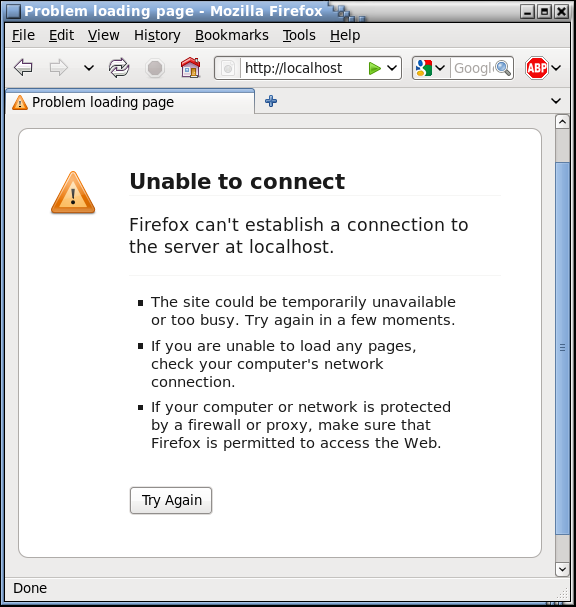 Problem loading page - Mozilla Firefox
File Edit View History Bookmarks Tools Help
http://localhost Google ABP
Problem loading page
Unable to connect
Firefox can't establish a connection to
the server at localhost.
The site could be temporarily unavailable
or too busy. Try again in a few moments.
If you are unable to load any pages,
check your computer's network
connection.
If your computer or network is protected
by a firewall or proxy, make sure that
Firefox is permitted to access the Web.
Try Again
Done